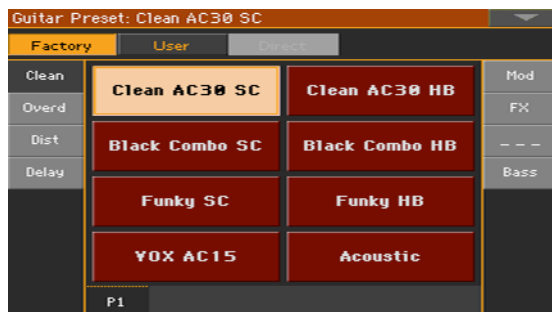 Guitar Preset: Clean AC30 SC
Factory User Direct
Clean Clean AC30 SC Clean AC30 HB Mod
Overd FX
Dist Black Combo SC Black Combo HB - - -
Delay Bass
Funky SC Funky HB
VOX AC15 Acoustic
P1